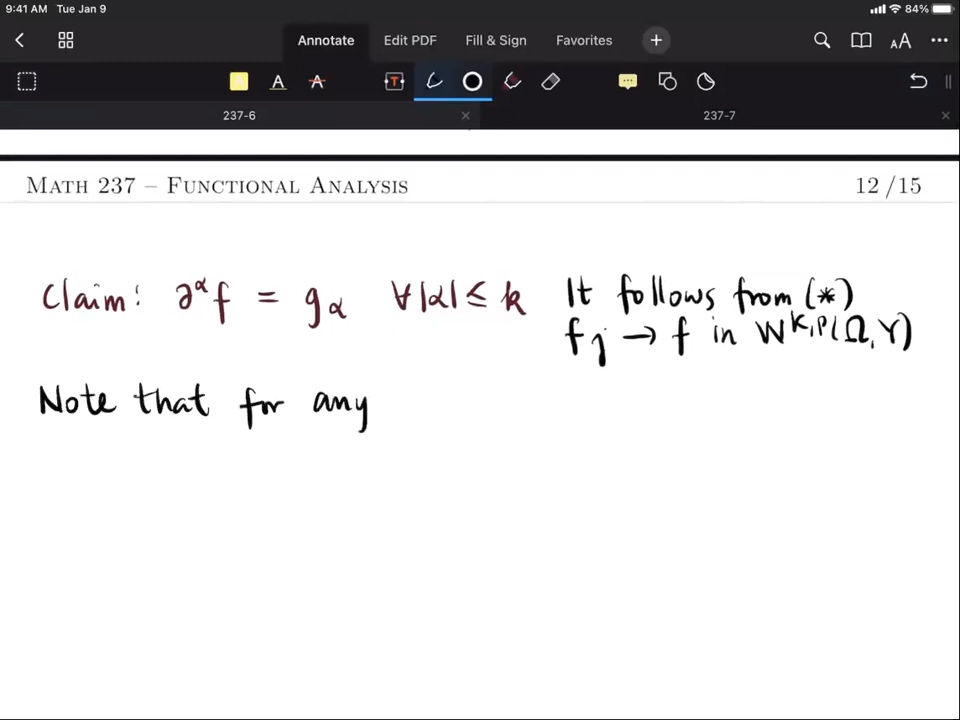 9:41 AM Tue Jan 9 84%
Annotate Edit PDF Fill & Sign Favorites
237-6 237-7
MATH 237 – FUNCTIONAL ANALYSIS 12 / 15
Claim: ∂^α f = g_α ∀|α| ≤ k It follows from (*)
f_j → f in W^{k,p}(Ω, Y)
Note that for any